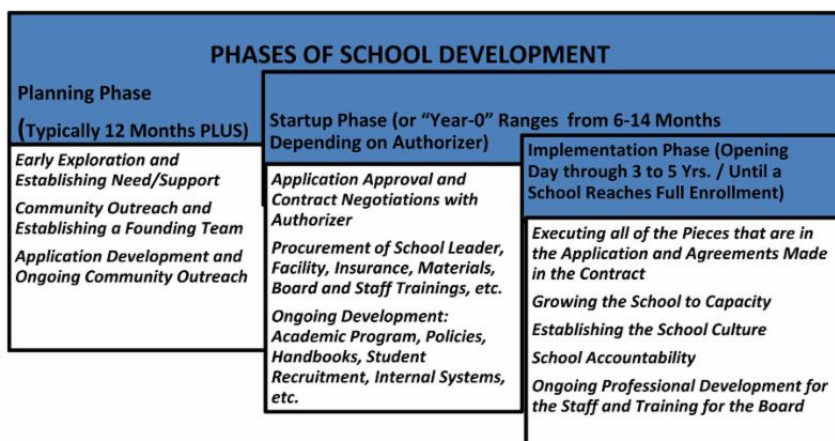 PHASES OF SCHOOL DEVELOPMENT
Planning Phase
(Typically 12 Months PLUS)
Early Exploration and
Establishing Need/Support
Community Outreach and
Establishing a Founding Team
Application Development and
Ongoing Community Outreach
Startup Phase (or “Year-0” Ranges from 6-14 Months
Depending on Authorizer)
Application Approval and
Contract Negotiations with
Authorizer
Procurement of School Leader,
Facility, Insurance, Materials,
Board and Staff Trainings, etc.
Ongoing Development:
Academic Program, Policies,
Handbooks, Student
Recruitment, Internal Systems,
etc.
Implementation Phase (Opening
Day through 3 to 5 Yrs. / Until a
School Reaches Full Enrollment)
Executing all of the Pieces that are in
the Application and Agreements Made
in the Contract
Growing the School to Capacity
Establishing the School Culture
School Accountability
Ongoing Professional Development for
the Staff and Training for the Board